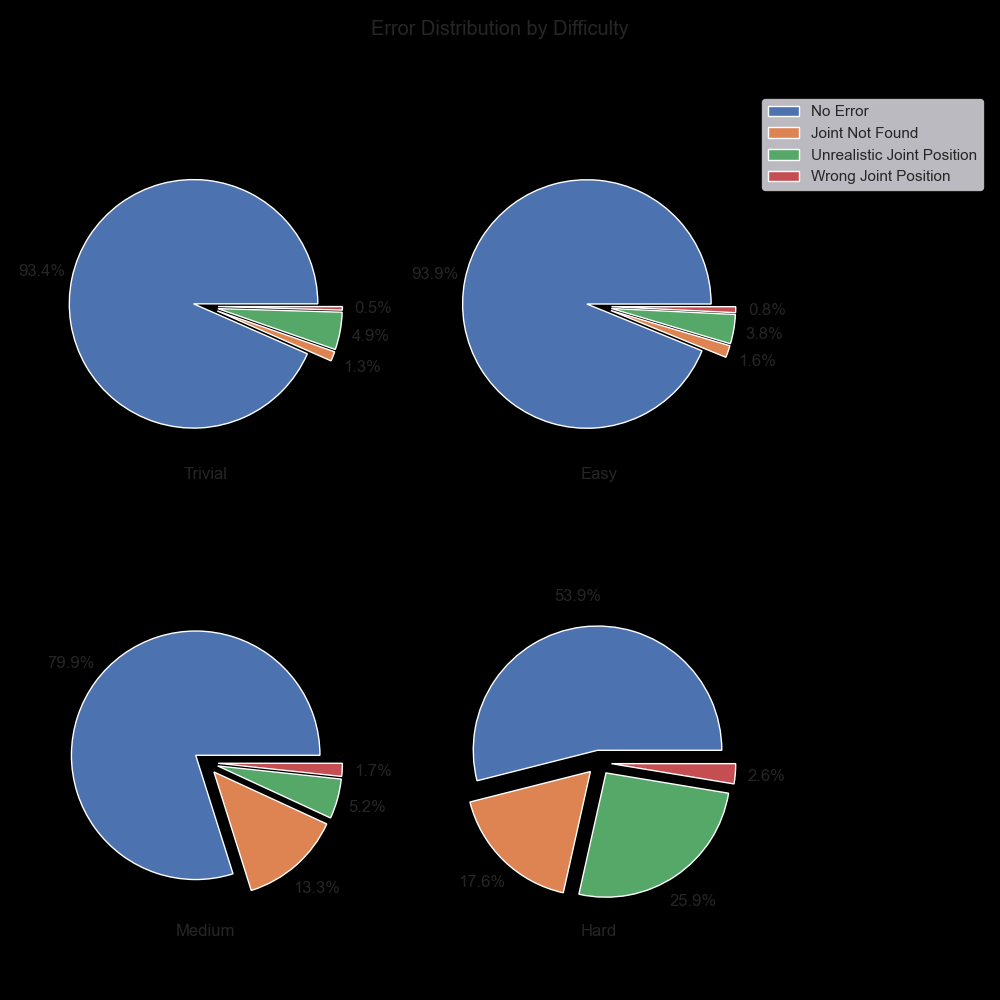 Error Distribution by Difficulty
No Error
Joint Not Found
Unrealistic Joint Position
Wrong Joint Position
93.4%
0.5%
4.9%
1.3%
Trivial
93.9%
0.8%
3.8%
1.6%
Easy
79.9%
1.7%
5.2%
13.3%
Medium
53.9%
2.6%
17.6%
25.9%
Hard